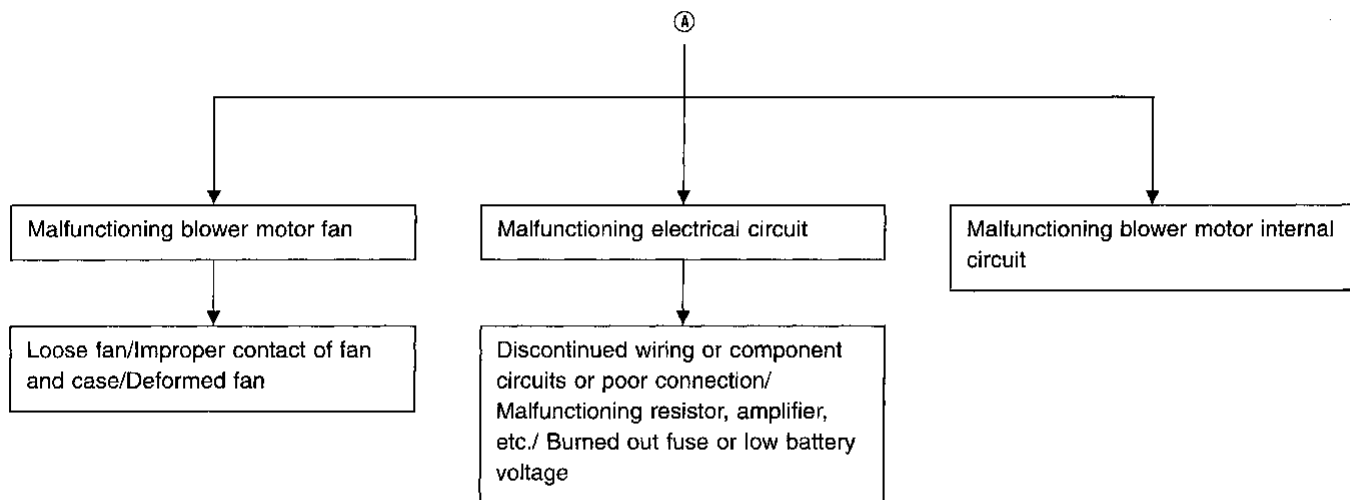 Ⓐ
Malfunctioning blower motor fan
Malfunctioning electrical circuit
Malfunctioning blower motor internal
circuit
Loose fan/Improper contact of fan
and case/Deformed fan
Discontinued wiring or component
circuits or poor connection/
Malfunctioning resistor, amplifier,
etc./ Burned out fuse or low battery
voltage